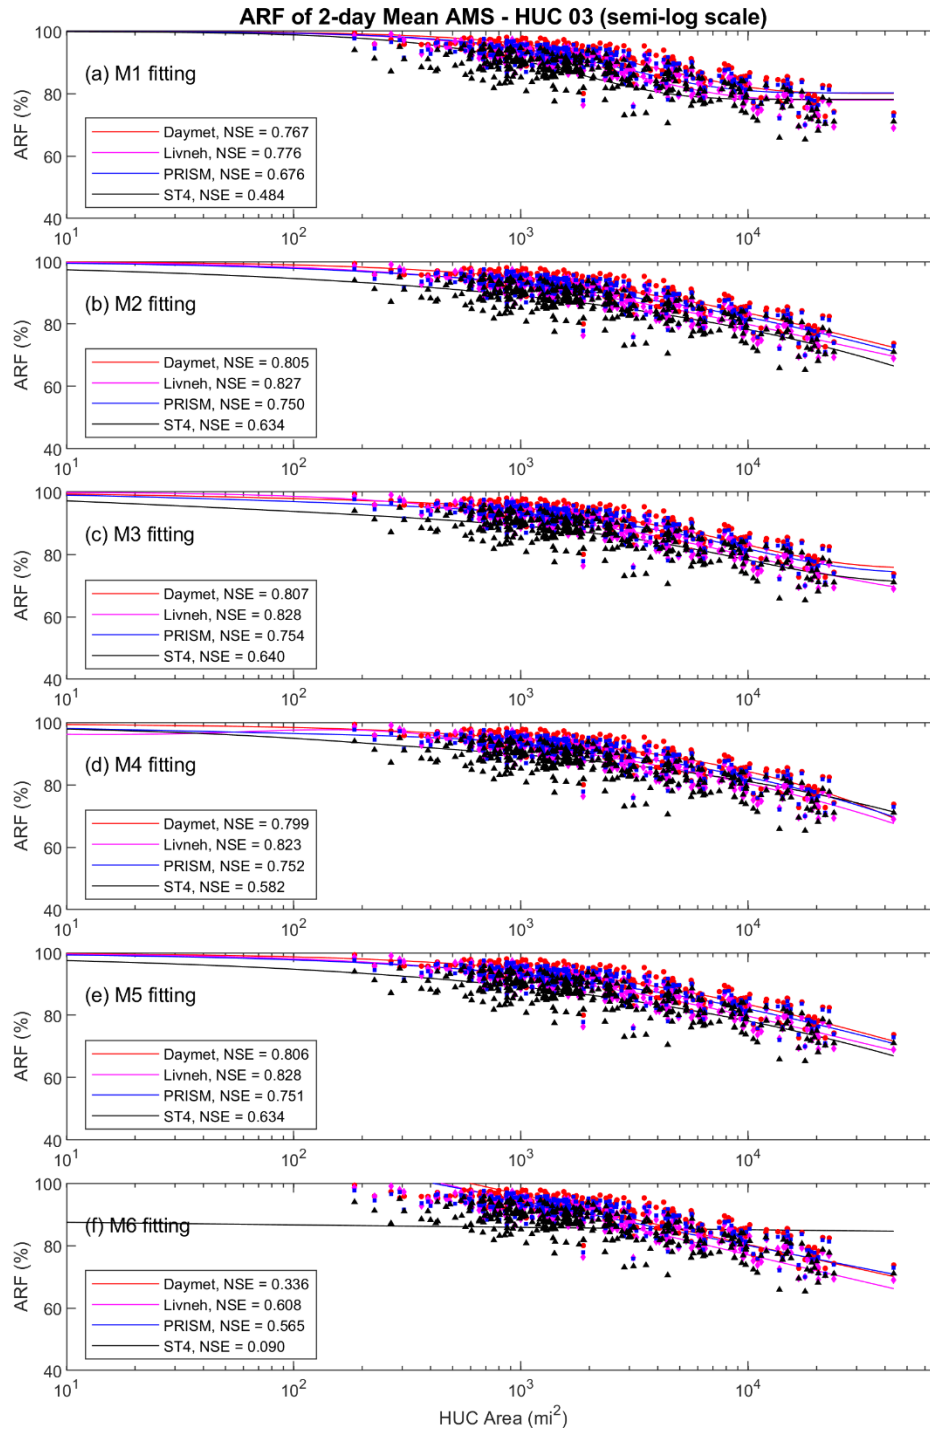 ARF of 2-day Mean AMS - HUC 03 (semi-log scale)
100
80
60
40
ARF (%)
(a) M1 fitting
Daymet, NSE = 0.767
Livneh, NSE = 0.776
PRISM, NSE = 0.676
ST4, NSE = 0.484
10^1
10^2
10^3
10^4
100
80
60
40
ARF (%)
(b) M2 fitting
Daymet, NSE = 0.805
Livneh, NSE = 0.827
PRISM, NSE = 0.750
ST4, NSE = 0.634
10^1
10^2
10^3
10^4
100
80
60
40
ARF (%)
(c) M3 fitting
Daymet, NSE = 0.807
Livneh, NSE = 0.828
PRISM, NSE = 0.754
ST4, NSE = 0.640
10^1
10^2
10^3
10^4
100
80
60
40
ARF (%)
(d) M4 fitting
Daymet, NSE = 0.799
Livneh, NSE = 0.823
PRISM, NSE = 0.752
ST4, NSE = 0.582
10^1
10^2
10^3
10^4
100
80
60
40
ARF (%)
(e) M5 fitting
Daymet, NSE = 0.806
Livneh, NSE = 0.828
PRISM, NSE = 0.751
ST4, NSE = 0.634
10^1
10^2
10^3
10^4
100
80
60
40
ARF (%)
(f) M6 fitting
Daymet, NSE = 0.336
Livneh, NSE = 0.608
PRISM, NSE = 0.565
ST4, NSE = 0.090
10^1
10^2
10^3
10^4
HUC Area (mi^2)